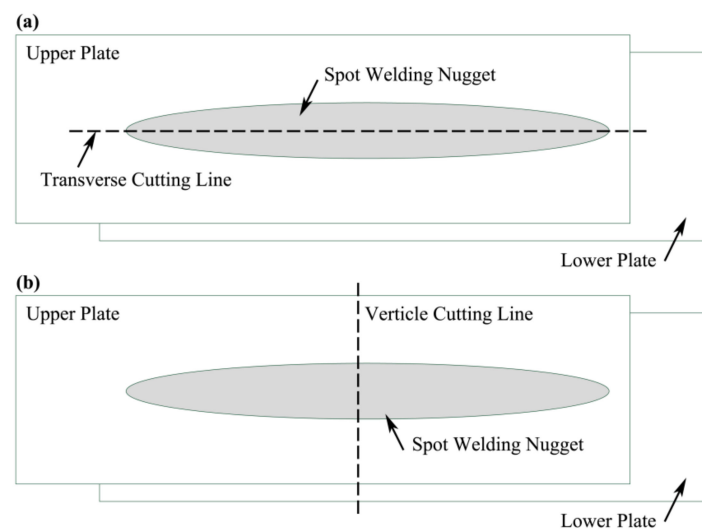 (a)
Upper Plate
Spot Welding Nugget
Transverse Cutting Line
Lower Plate
(b)
Upper Plate
Verticle Cutting Line
Spot Welding Nugget
Lower Plate